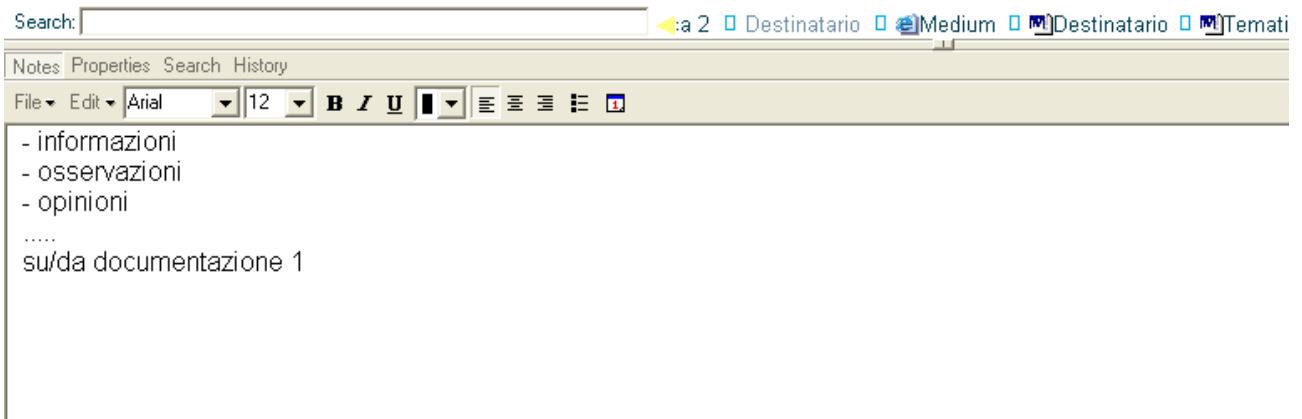 Search: :a 2 Destinatario Medium Destinatario Temati
Notes Properties Search History
File Edit Arial 12 B I U
- informazioni
- osservazioni
- opinioni
.....
su/da documentazione 1